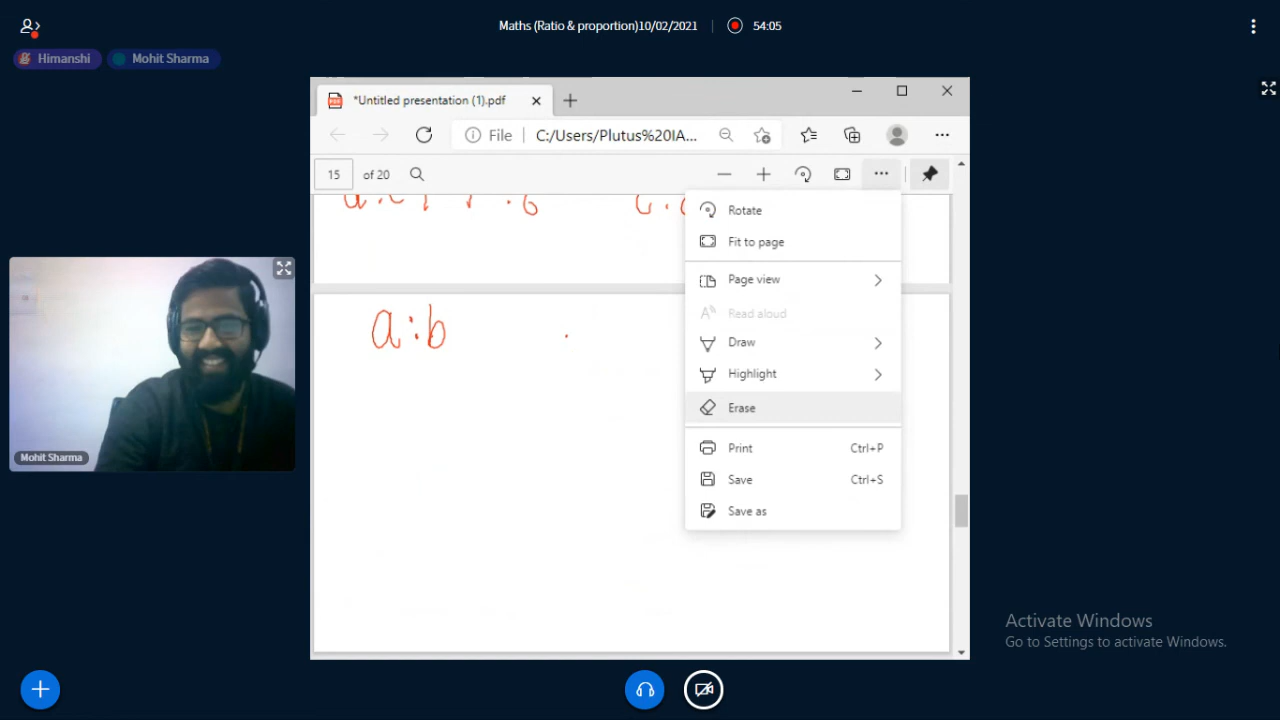 Maths (Ratio & proportion)10/02/2021 54:05
Himanshi Mohit Sharma
*Untitled presentation (1).pdf
File C:/Users/Plutus%20IA...
15 of 20
Rotate
Fit to page
Page view
Read aloud
Draw
Highlight
Erase
Print Ctrl+P
Save Ctrl+S
Save as
a:b
Mohit Sharma
Activate Windows
Go to Settings to activate Windows.